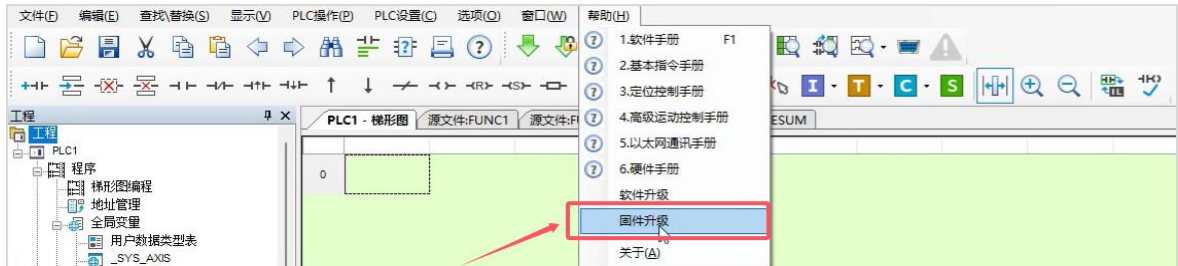 文件(F) 编辑(E) 查找\替换(S) 显示(V) PLC操作(P) PLC设置(C) 选项(O) 窗口(W) 帮助(H)
1.软件手册 F1
2.基本指令手册
3.定位控制手册
4.高级运动控制手册
5.以太网通讯手册
6.硬件手册
软件升级
固件升级
关于(A)
I T C S
工程
PLC1 - 梯形图 源文件:FUNC1 源文件:F ESUM
工程
PLC1
程序
梯形图编程
地址管理
全局变量
用户数据类型表
_SYS_AXIS
0